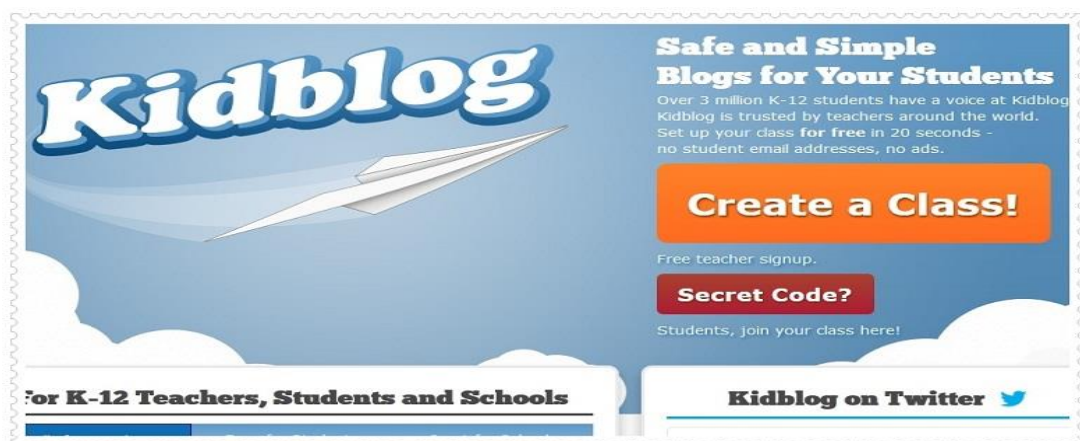 Kidblog
Safe and Simple
Blogs for Your Students
Over 3 million K-12 students have a voice at Kidblog
Kidblog is trusted by teachers around the world.
Set up your class for free in 20 seconds -
no student email addresses, no ads.
Create a Class!
Free teacher signup.
Secret Code?
Students, join your class here!
For K-12 Teachers, Students and Schools
Kidblog on Twitter